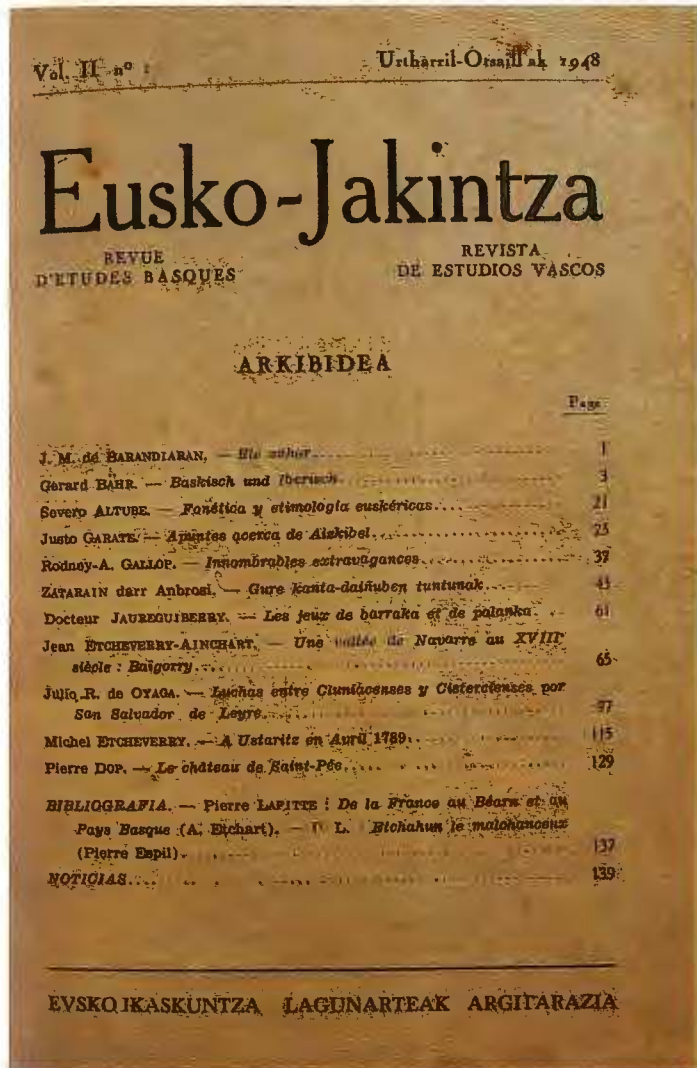 Vol. II nº 1
Urtharril-Otsaillak 1948
Eusko-Jakintza
REVUE
D'ETUDES BASQUES
REVISTA
DE ESTUDIOS VASCOS
ARKIBIDEA
Page
J. M. de BARANDIARAN. — 1
Gerard BÄHR. — Baskisch und Iberisch 3
Severo ALTUBE. — Fonética y etimología euskéricas 21
Justo GARATE. — Apuntes acerca de Aizkibel 25
Rodney-A. GALLOP. — Innombrables extravagances 37
ZATARAIN darr Anbrosi. — Gure kanta-dainuben tuntunak 45
Docteur JAUREGUIBERRY. — Les jeux de barraka et de palanka 61
Jean ETCHEVERRY-AINCHART. — Une vallée de Navarre au XVIIIe
siècle : Baïgorry 65
Julio R. de OYAGA. — Luchas entre Cluniacenses y Cistercienses por
San Salvador de Leyre 97
Michel ETCHEVERRY. — A Ustaritz en Avril 1789 115
Pierre DOP. — Le château de Saint-Pée 129
BIBLIOGRAFIA. — Pierre LAFITTE : De la France au Béarn et au
Pays Basque (A. Etchart). — L. Etchahun le malchanceux
(Pierre Espil) 137
NOTICIAS 139
EVSKO IKASKUNTZA LAGUNARTEAK ARGITARAZIA